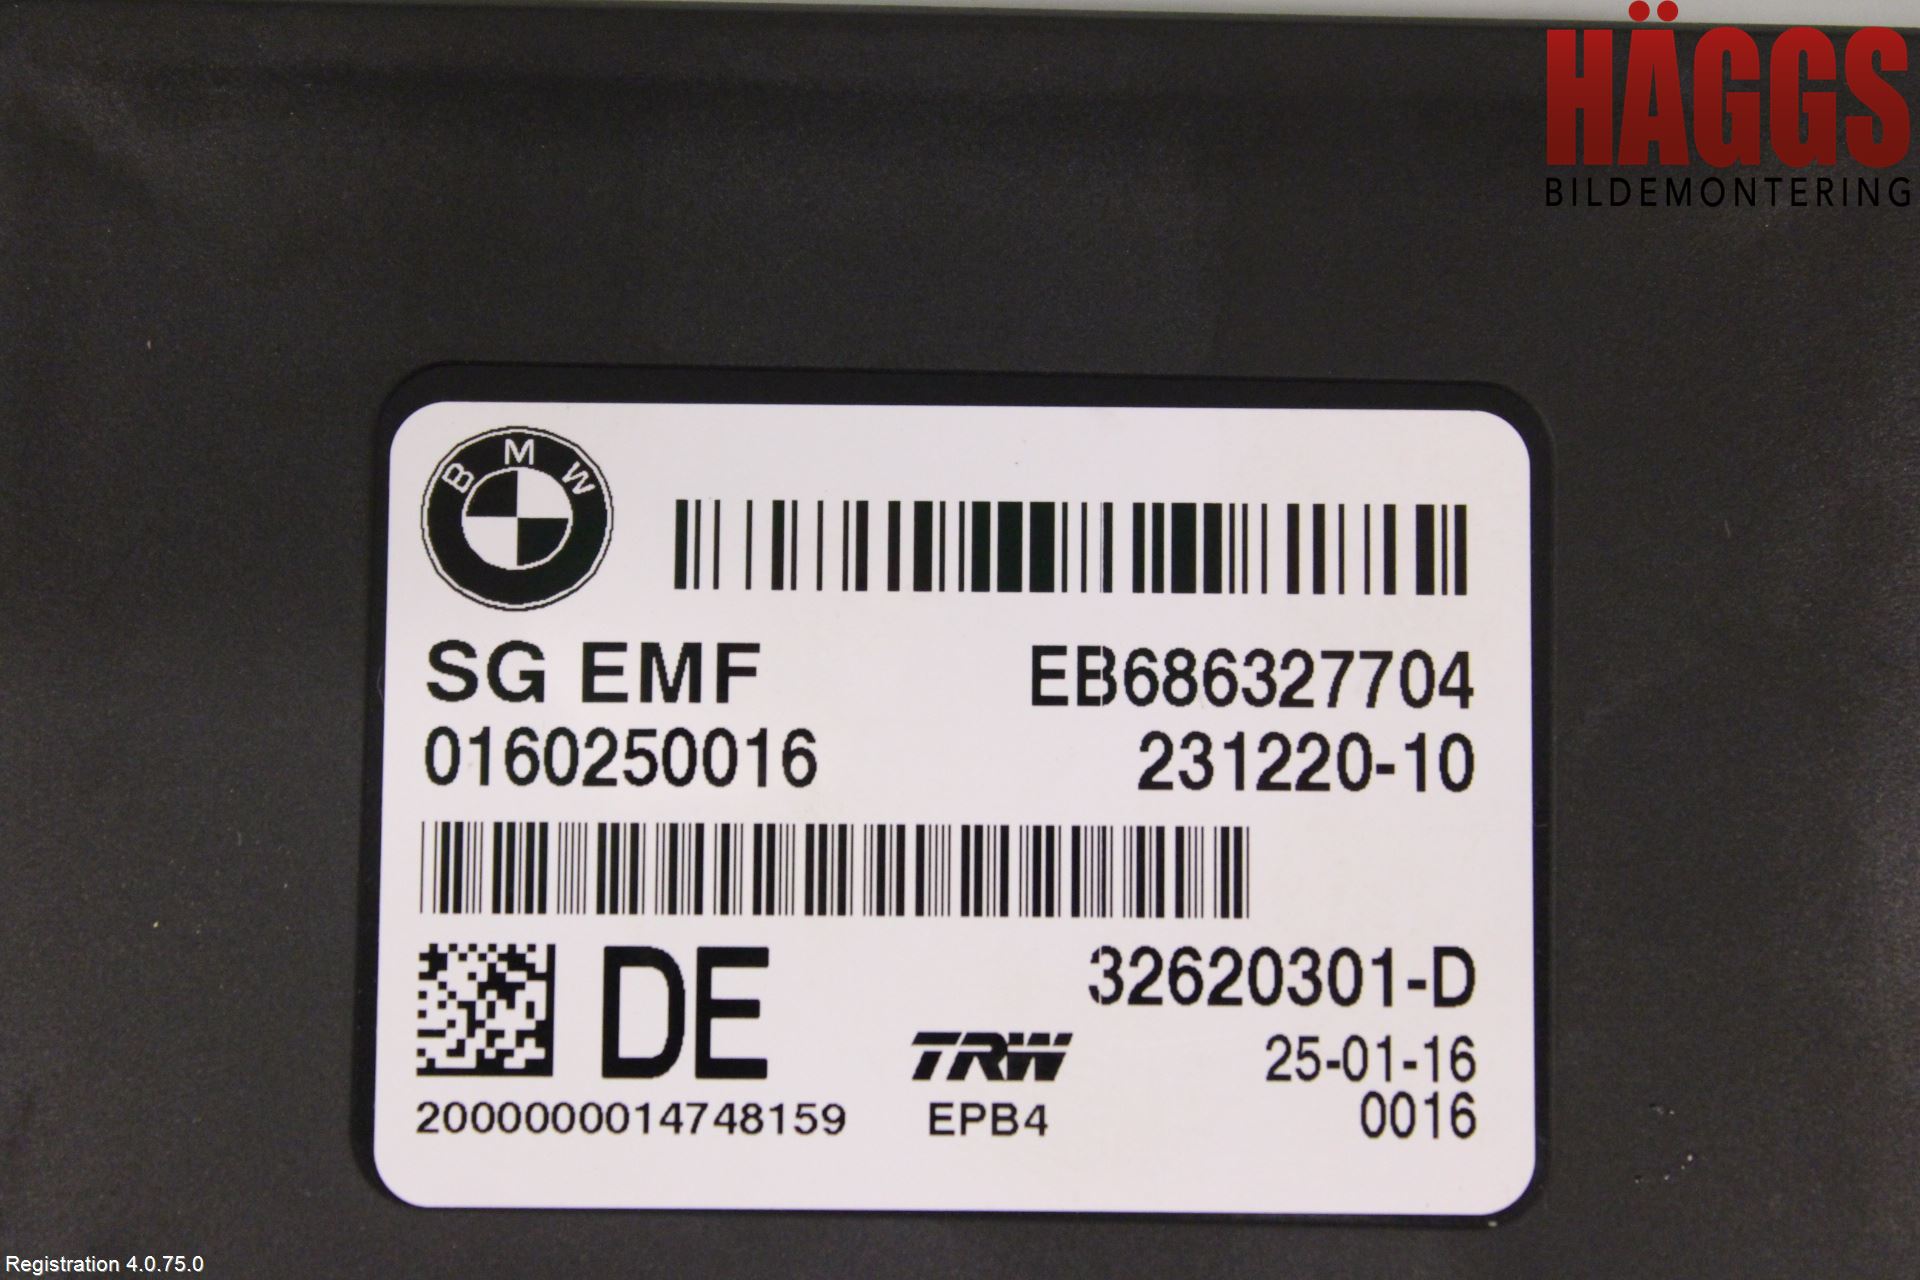 HÄGGS
BILDEMONTERING
BMW
SG EMF
EB686327704
0160250016
231220-10
DE
32620301-D
TRW
25-01-16
2000000014748159
EPB4
0016
Registration 4.0.75.0